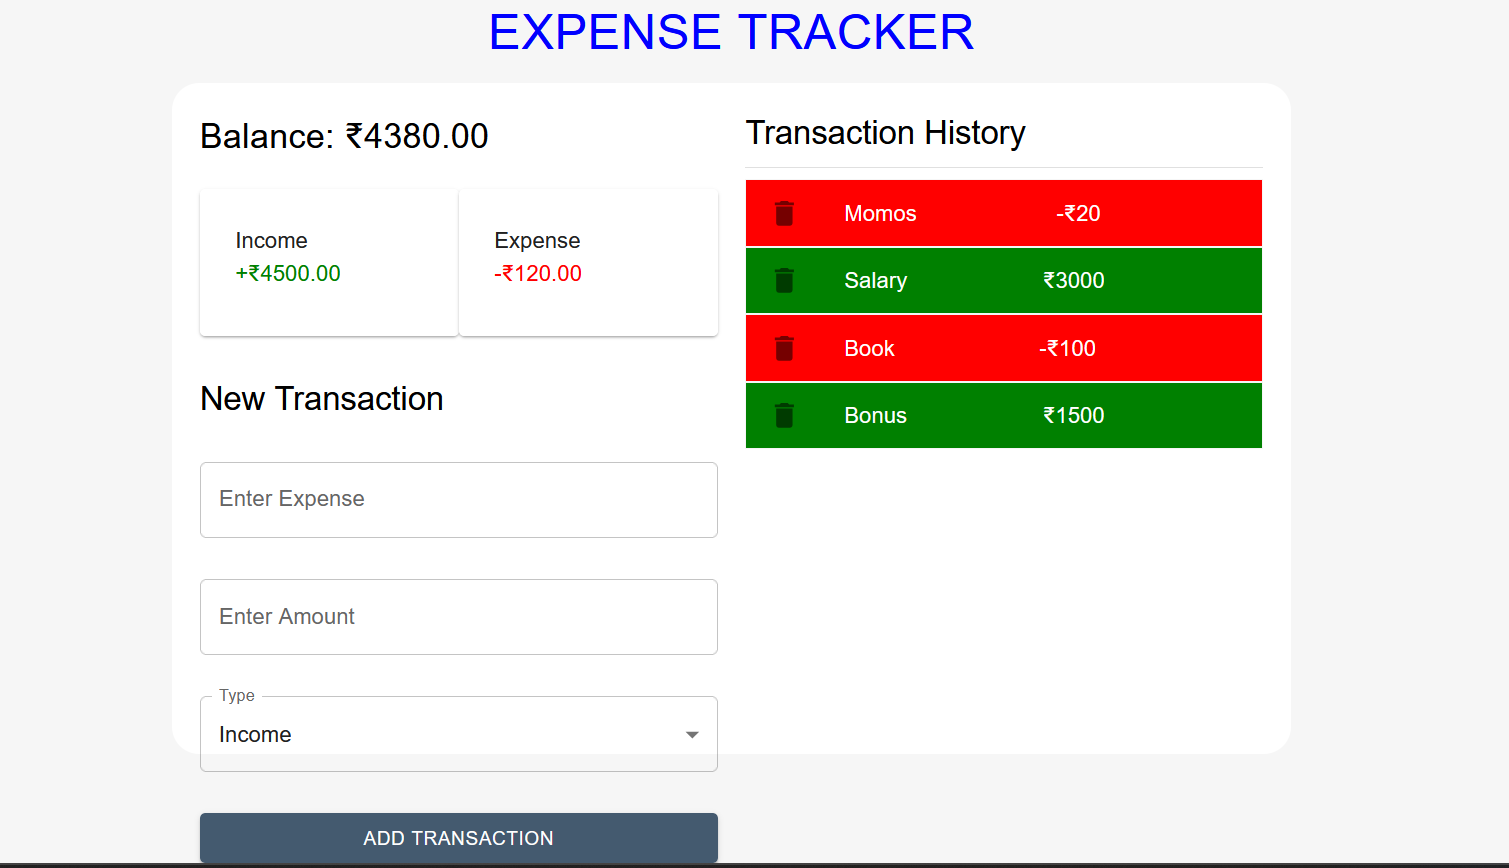 EXPENSE TRACKER
Balance: ₹4380.00
Income
+₹4500.00
Expense
-₹120.00
New Transaction
Enter Expense
Enter Amount
Type
Income
ADD TRANSACTION
Transaction History
Momos -₹20
Salary ₹3000
Book -₹100
Bonus ₹1500